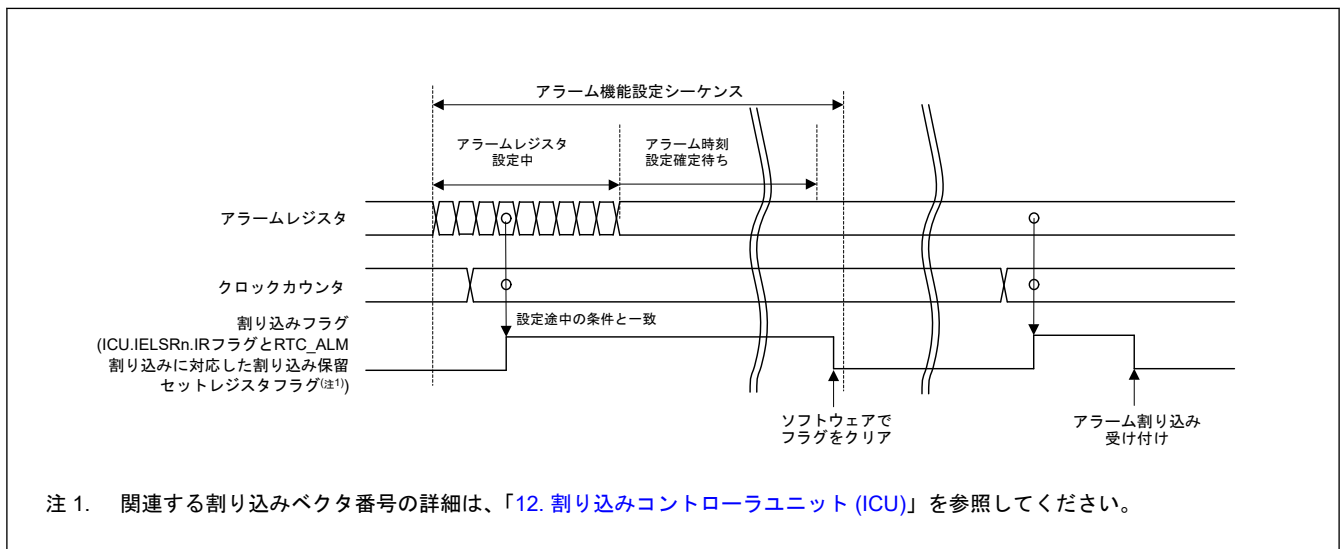 アラーム機能設定シーケンス
アラームレジスタ
設定中
アラーム時刻
設定確定待ち
アラームレジスタ
クロックカウンタ
設定途中の条件と一致
割り込みフラグ
(ICU.IELSRn.IRフラグとRTC_ALM
割り込みに対応した割り込み保留
セットレジスタフラグ(注1))
ソフトウェアで
フラグをクリア
アラーム割り込み
受け付け
注 1. 関連する割り込みベクタ番号の詳細は、「12. 割り込みコントローラユニット (ICU)」を参照してください。